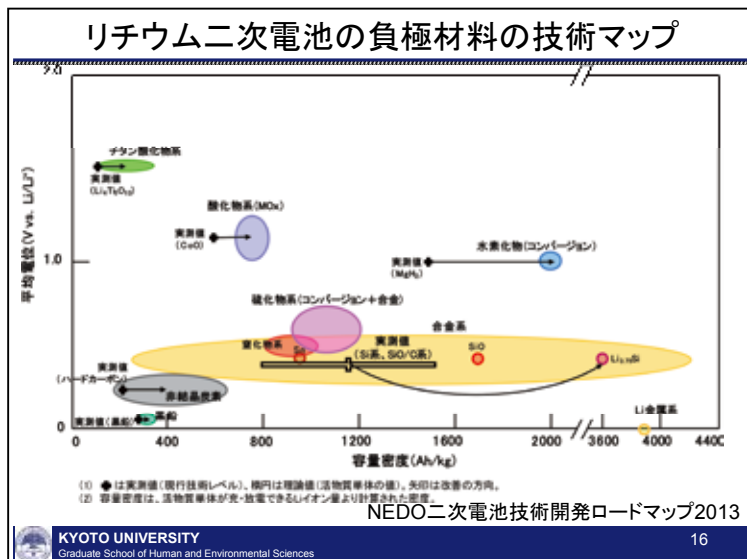 リチウム二次電池の負極材料の技術マップ
2.0
チタン酸化物系
実測値
(Li₄Ti₅O₁₂)
酸化物系(MOx)
実測値
(CoO)
水素化物(コンバージョン)
1.0
実測値
(MgH₂)
平均電位(V vs. Li/Li⁺)
硫化物系(コンバージョン+合金)
合金系
窒化物系
Sn
実測値
(Si系、SiO/C系)
SiO
Li₃.₇₅Si
実測値
(ハードカーボン)
非結晶炭素
実測値(黒鉛)
黒鉛
Li金属系
0
0 400 800 1200 1600 2000 3600 4000 4400
容量密度(Ah/kg)
(1) ◆は実測値(現行技術レベル)、楕円は理論値(活物質単体の値)。矢印は改善の方向。
(2) 容量密度は、活物質単体が充・放電できるLiイオン量より計算された密度。
NEDO二次電池技術開発ロードマップ2013
KYOTO UNIVERSITY
Graduate School of Human and Environmental Sciences
16